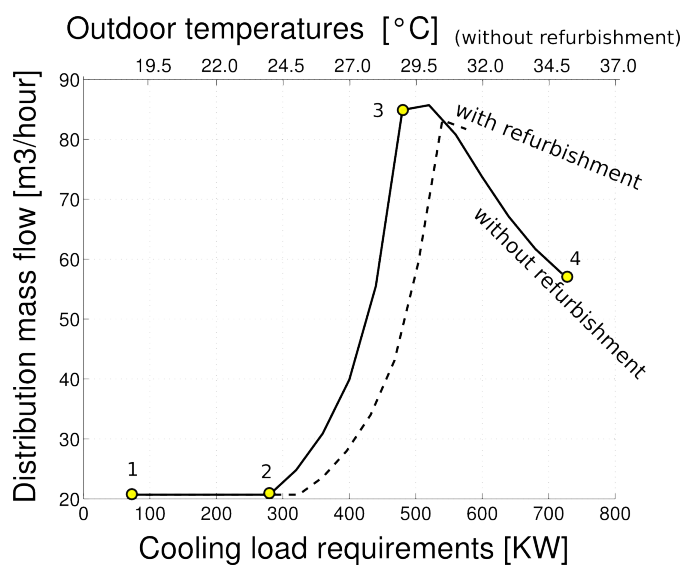 Outdoor temperatures [°C] (without refurbishment)
19.5 22.0 24.5 27.0 29.5 32.0 34.5 37.0
Distribution mass flow [m3/hour]
90
80
70
60
50
40
30
20
3
with refurbishment
without refurbishment
4
1
2
0 100 200 300 400 500 600 700 800
Cooling load requirements [KW]